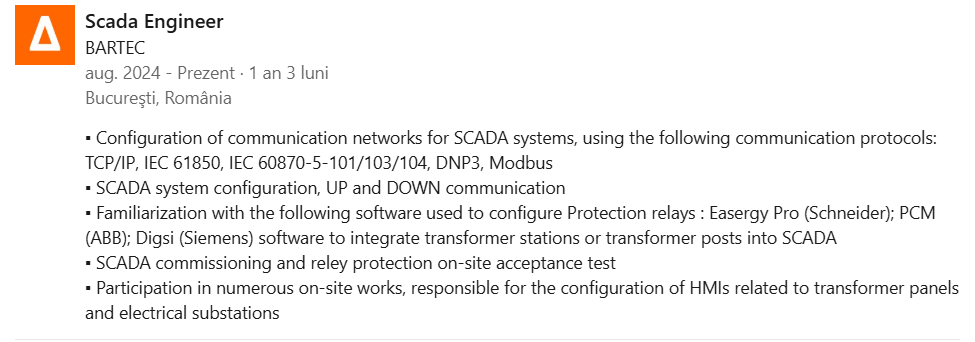 Scada Engineer
BARTEC
aug. 2024 - Prezent · 1 an 3 luni
Bucureşti, România
▪ Configuration of communication networks for SCADA systems, using the following communication protocols:
TCP/IP, IEC 61850, IEC 60870-5-101/103/104, DNP3, Modbus
▪ SCADA system configuration, UP and DOWN communication
▪ Familiarization with the following software used to configure Protection relays : Easergy Pro (Schneider); PCM
(ABB); Digsi (Siemens) software to integrate transformer stations or transformer posts into SCADA
▪ SCADA commissioning and reley protection on-site acceptance test
▪ Participation in numerous on-site works, responsible for the configuration of HMIs related to transformer panels
and electrical substations